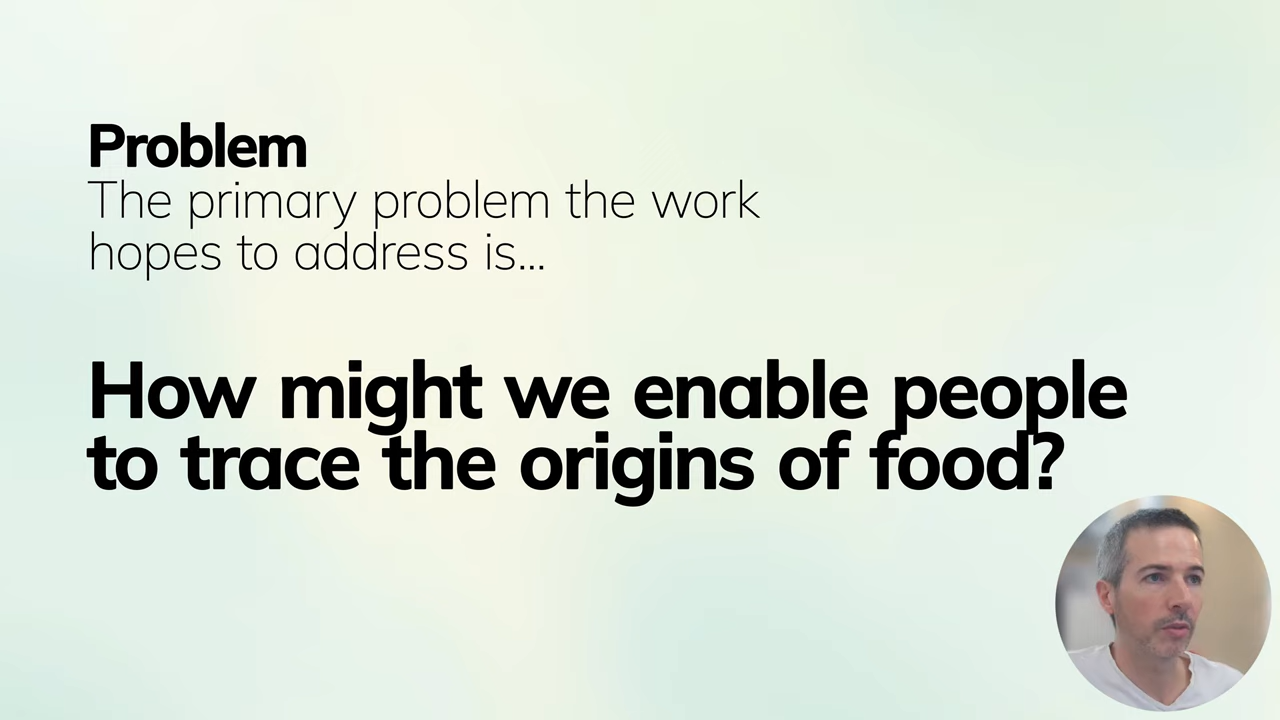 Problem
The primary problem the work
hopes to address is...
How might we enable people
to trace the origins of food?